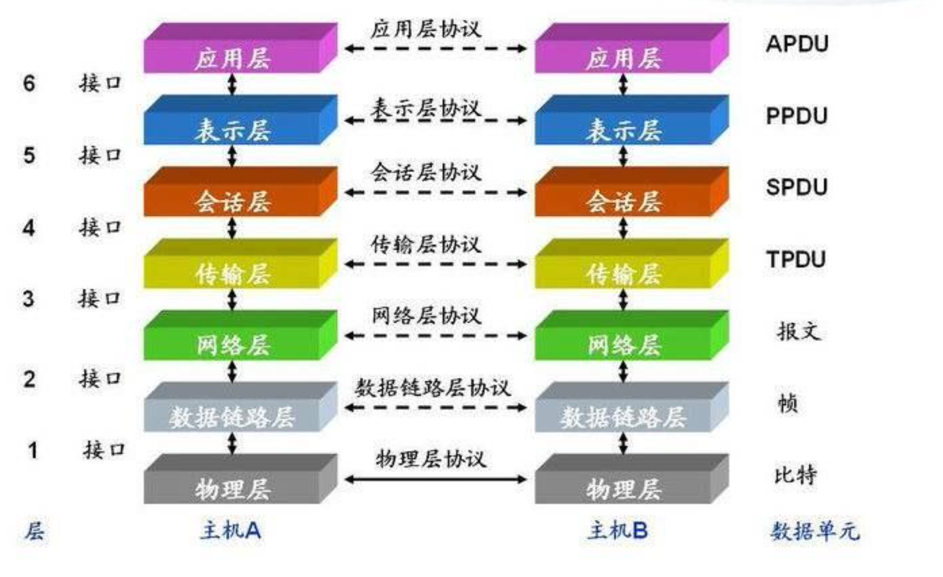 应用层协议
应用层 应用层 APDU
6 接口
表示层协议
表示层 表示层 PPDU
5 接口
会话层协议
会话层 会话层 SPDU
4 接口
传输层协议
传输层 传输层 TPDU
3 接口
网络层协议
网络层 网络层 报文
2 接口
数据链路层协议
数据链路层 数据链路层 帧
1 接口
物理层协议
物理层 物理层 比特
层 主机A 主机B 数据单元